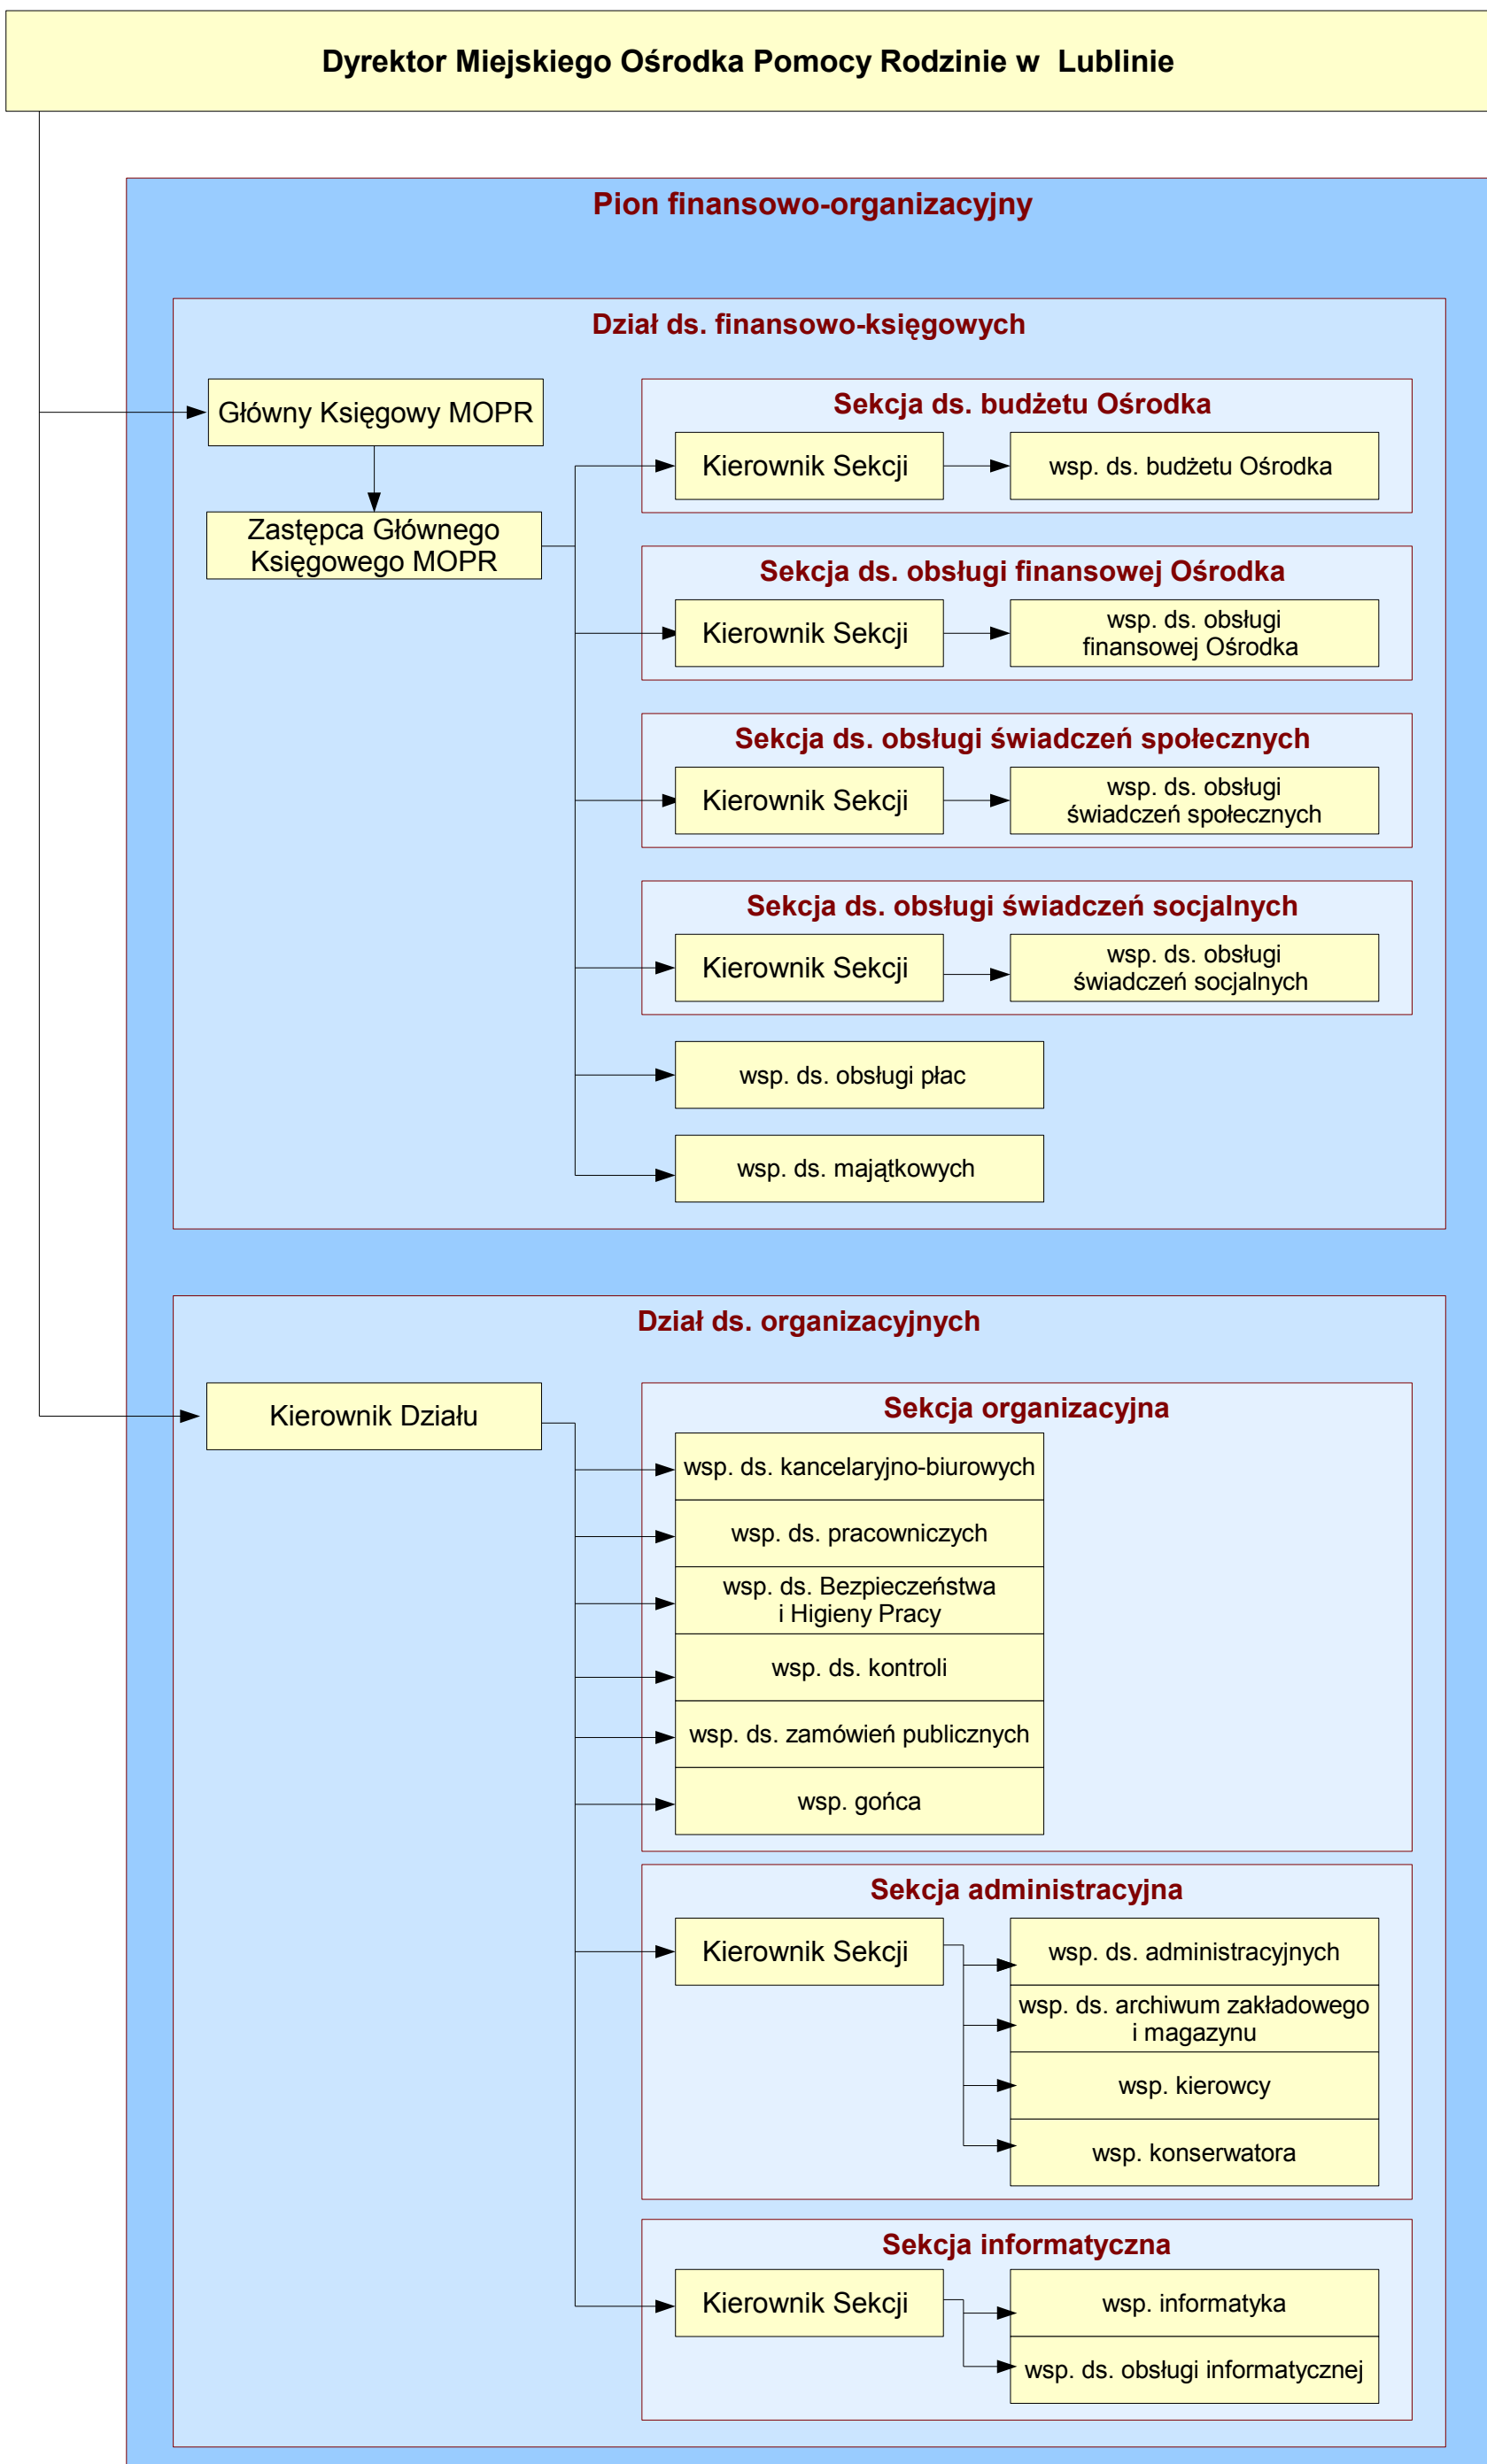 Dyrektor Miejskiego Ośrodka Pomocy Rodzinie w  Lublinie
Pion finansowo-organizacyjny
Dział ds. finansowo-księgowych
Główny Księgowy MOPR
Zastępca Głównego
Księgowego MOPR
Sekcja ds. budżetu Ośrodka
Kierownik Sekcji
wsp. ds. budżetu Ośrodka
Sekcja ds. obsługi finansowej Ośrodka
Kierownik Sekcji
wsp. ds. obsługi
finansowej Ośrodka
Sekcja ds. obsługi świadczeń społecznych
Kierownik Sekcji
wsp. ds. obsługi
świadczeń społecznych
Sekcja ds. obsługi świadczeń socjalnych
Kierownik Sekcji
wsp. ds. obsługi
świadczeń socjalnych
wsp. ds. obsługi płac
wsp. ds. majątkowych
Dział ds. organizacyjnych
Kierownik Działu
Sekcja organizacyjna
wsp. ds. kancelaryjno-biurowych
wsp. ds. pracowniczych
wsp. ds. Bezpieczeństwa
i Higieny Pracy
wsp. ds. kontroli
wsp. ds. zamówień publicznych
wsp. gońca
Sekcja administracyjna
Kierownik Sekcji
wsp. ds. administracyjnych
wsp. ds. archiwum zakładowego
i magazynu
wsp. kierowcy
wsp. konserwatora
Sekcja informatyczna
Kierownik Sekcji
wsp. informatyka
wsp. ds. obsługi informatycznej